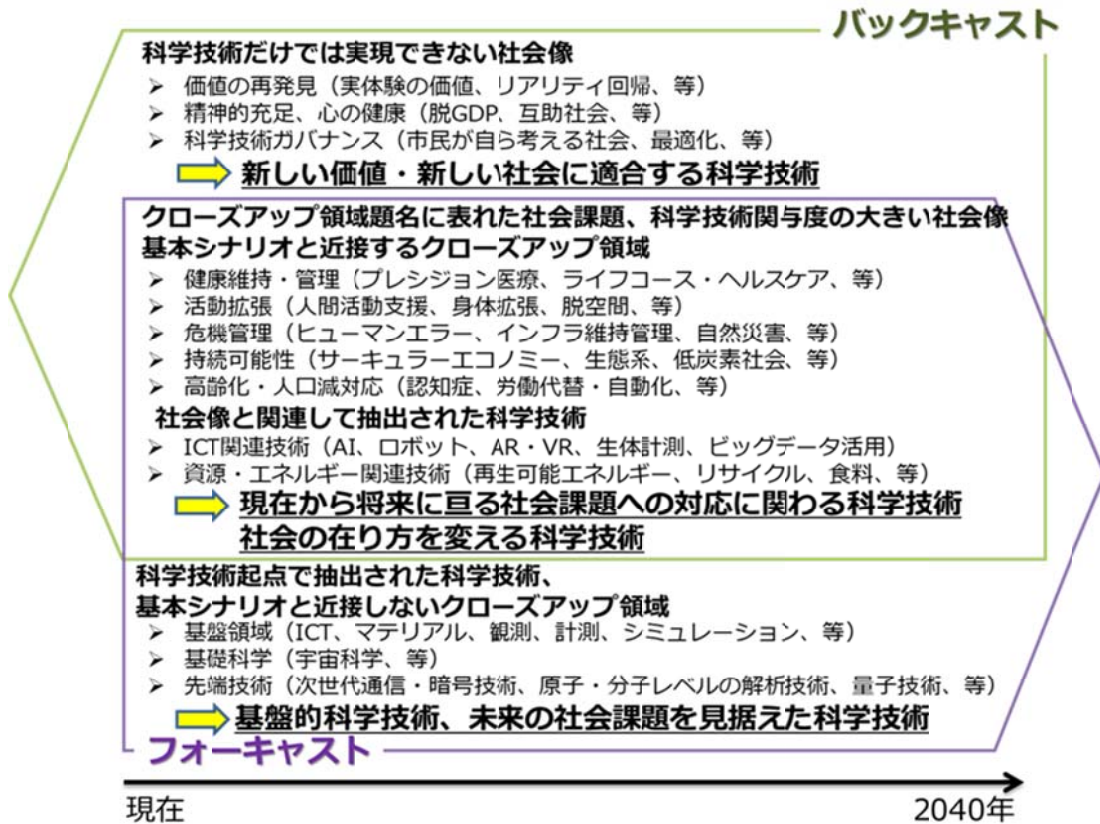 バックキャスト
科学技術だけでは実現できない社会像
➤ 価値の再発見（実体験の価値、リアリティ回帰、等）
➤ 精神的充足、心の健康（脱GDP、互助社会、等）
➤ 科学技術ガバナンス（市民が自ら考える社会、最適化、等）
新しい価値・新しい社会に適合する科学技術
クローズアップ領域題名に表れた社会課題、科学技術関与度の大きい社会像
基本シナリオと近接するクローズアップ領域
➤ 健康維持・管理（プレシジョン医療、ライフコース・ヘルスケア、等）
➤ 活動拡張（人間活動支援、身体拡張、脱空間、等）
➤ 危機管理（ヒューマンエラー、インフラ維持管理、自然災害、等）
➤ 持続可能性（サーキュラーエコノミー、生態系、低炭素社会、等）
➤ 高齢化・人口減対応（認知症、労働代替・自動化、等）
社会像と関連して抽出された科学技術
➤ ICT関連技術（AI、ロボット、AR・VR、生体計測、ビッグデータ活用）
➤ 資源・エネルギー関連技術（再生可能エネルギー、リサイクル、食料、等）
現在から将来に亘る社会課題への対応に関わる科学技術
社会の在り方を変える科学技術
科学技術起点で抽出された科学技術、
基本シナリオと近接しないクローズアップ領域
➤ 基盤領域（ICT、マテリアル、観測、計測、シミュレーション、等）
➤ 基礎科学（宇宙科学、等）
➤ 先端技術（次世代通信・暗号技術、原子・分子レベルの解析技術、量子技術、等）
基盤的科学技術、未来の社会課題を見据えた科学技術
フォーキャスト
現在
2040年